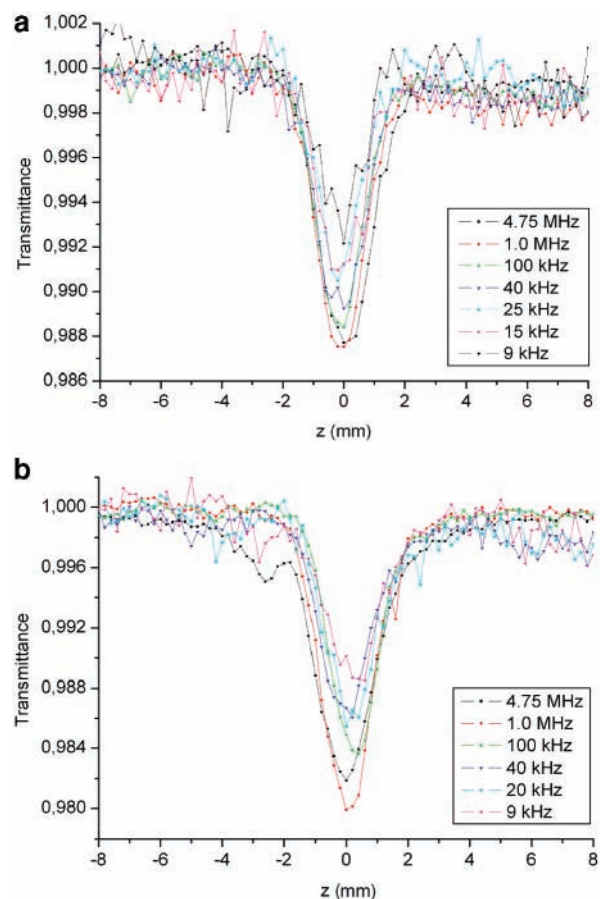 a
1,002
1,000
0,998
0,996
0,994
0,992
0,990
0,988
0,986
Transmittance
4.75 MHz
1.0 MHz
100 kHz
40 kHz
25 kHz
15 kHz
9 kHz
-8 -6 -4 -2 0 2 4 6 8
z (mm)
b
1,000
0,996
0,992
0,988
0,984
0,980
Transmittance
4.75 MHz
1.0 MHz
100 kHz
40 kHz
20 kHz
9 kHz
-8 -6 -4 -2 0 2 4 6 8
z (mm)